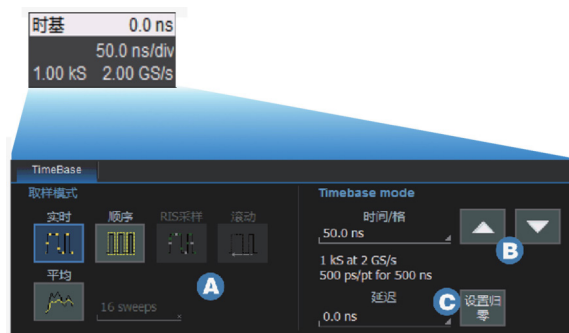 时基 0.0 ns
50.0 ns/div
1.00 kS 2.00 GS/s
TimeBase
取样模式
实时 顺序 RIS采样 滚动
平均
16 sweeps
A
Timebase mode
时间/格
50.0 ns
B
1 kS at 2 GS/s
500 ps/pt for 500 ns
延迟
0.0 ns
C
设置归
零